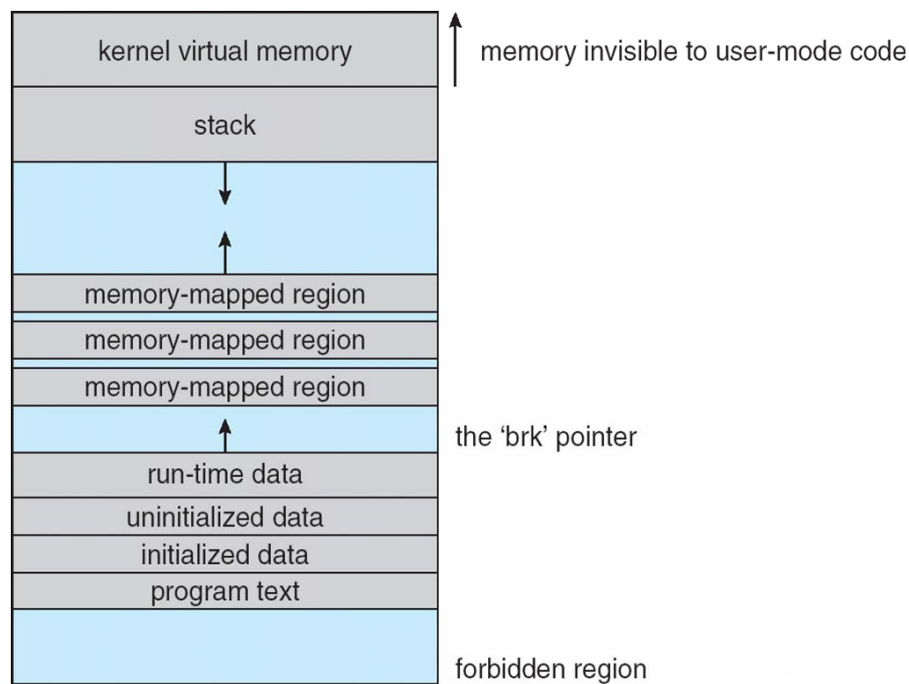 kernel virtual memory
memory invisible to user-mode code
stack
memory-mapped region
memory-mapped region
memory-mapped region
the ‘brk’ pointer
run-time data
uninitialized data
initialized data
program text
forbidden region